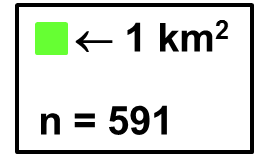 ← 1 km²
n = 591